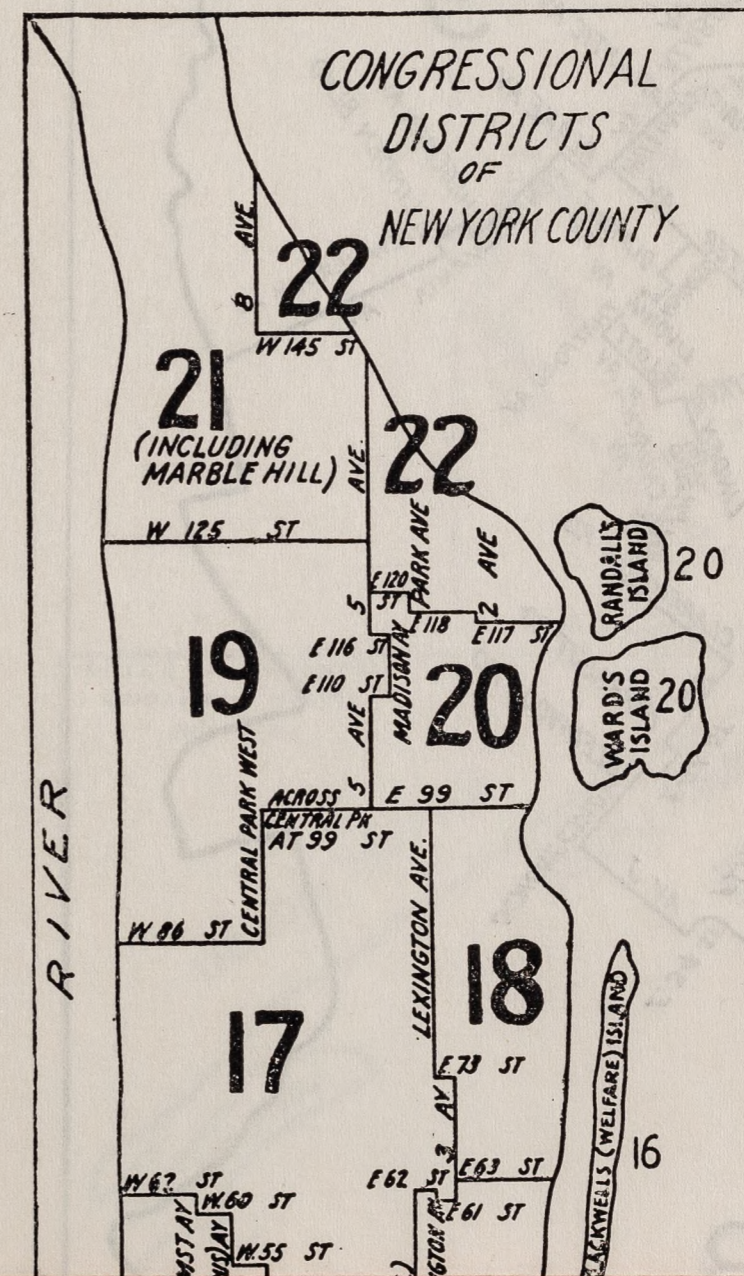 CONGRESSIONAL
DISTRICTS
OF
NEW YORK COUNTY
8 AVE.
22
W 145 ST
21
(INCLUDING
MARBLE HILL)
AVE.
22
W 125 ST
PARK AVE
2 AVE
RANDALL'S
ISLAND
20
E 120
ST
5
E 118
E 117 ST
E 116 ST
MADISON AV
19
E 110 ST
20
WARD'S
ISLAND
20
5 AVE
CENTRAL PARK WEST
ACROSS
CENTRAL PK
AT 99 ST
E 99 ST
RIVER
LEXINGTON AVE.
W 86 ST
18
17
E 73 ST
3 AV
BLACKWELLS (WELFARE) ISLAND
16
E 63 ST
E 62 ST
E 61 ST
ST
W.60 ST
W.55 ST